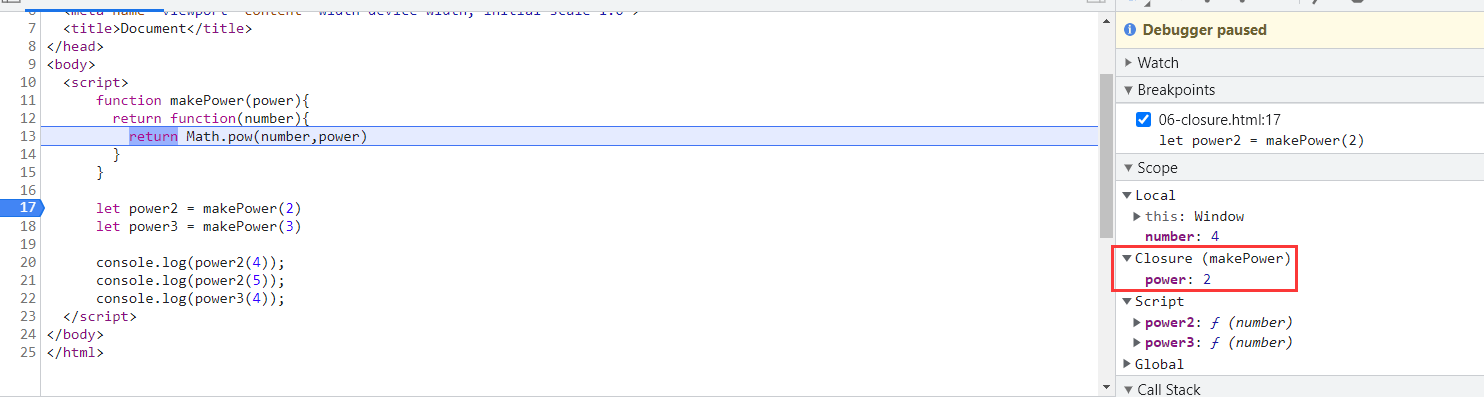 6 <meta name="viewport" content="width=device-width, initial-scale=1.0">
7 <title>Document</title>
8 </head>
9 <body>
10 <script>
11 function makePower(power){
12 return function(number){
13 return Math.pow(number,power)
14 }
15 }
16
17 let power2 = makePower(2)
18 let power3 = makePower(3)
19
20 console.log(power2(4));
21 console.log(power2(5));
22 console.log(power3(4));
23 </script>
24 </body>
25 </html>
Debugger paused
Watch
Breakpoints
06-closure.html:17
let power2 = makePower(2)
Scope
Local
this: Window
number: 4
Closure (makePower)
power: 2
Script
power2: ƒ (number)
power3: ƒ (number)
Global
Call Stack